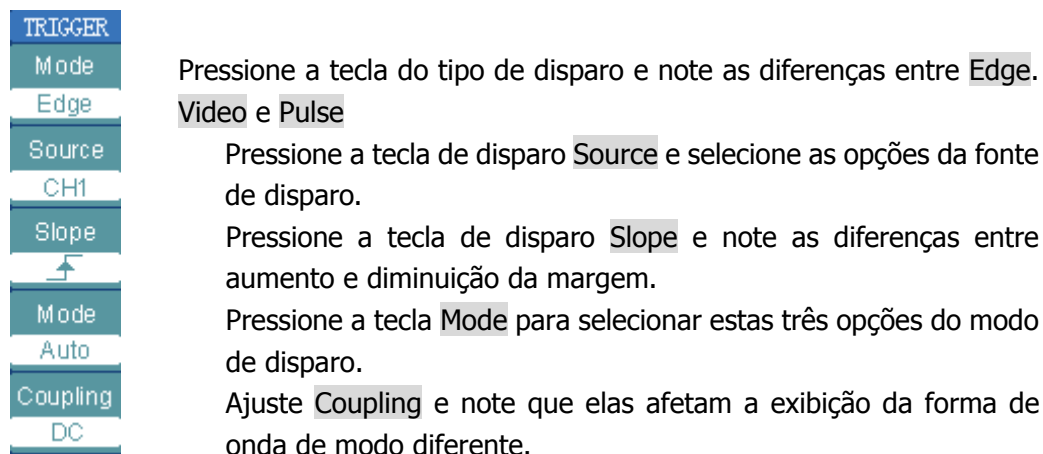 TRIGGER
Mode
Edge
Source
CH1
Slope
Mode
Auto
Coupling
DC
Pressione a tecla do tipo de disparo e note as diferenças entre Edge.
Video e Pulse
Pressione a tecla de disparo Source e selecione as opções da fonte
de disparo.
Pressione a tecla de disparo Slope e note as diferenças entre
aumento e diminuição da margem.
Pressione a tecla Mode para selecionar estas três opções do modo
de disparo.
Ajuste Coupling e note que elas afetam a exibição da forma de
onda de modo diferente.